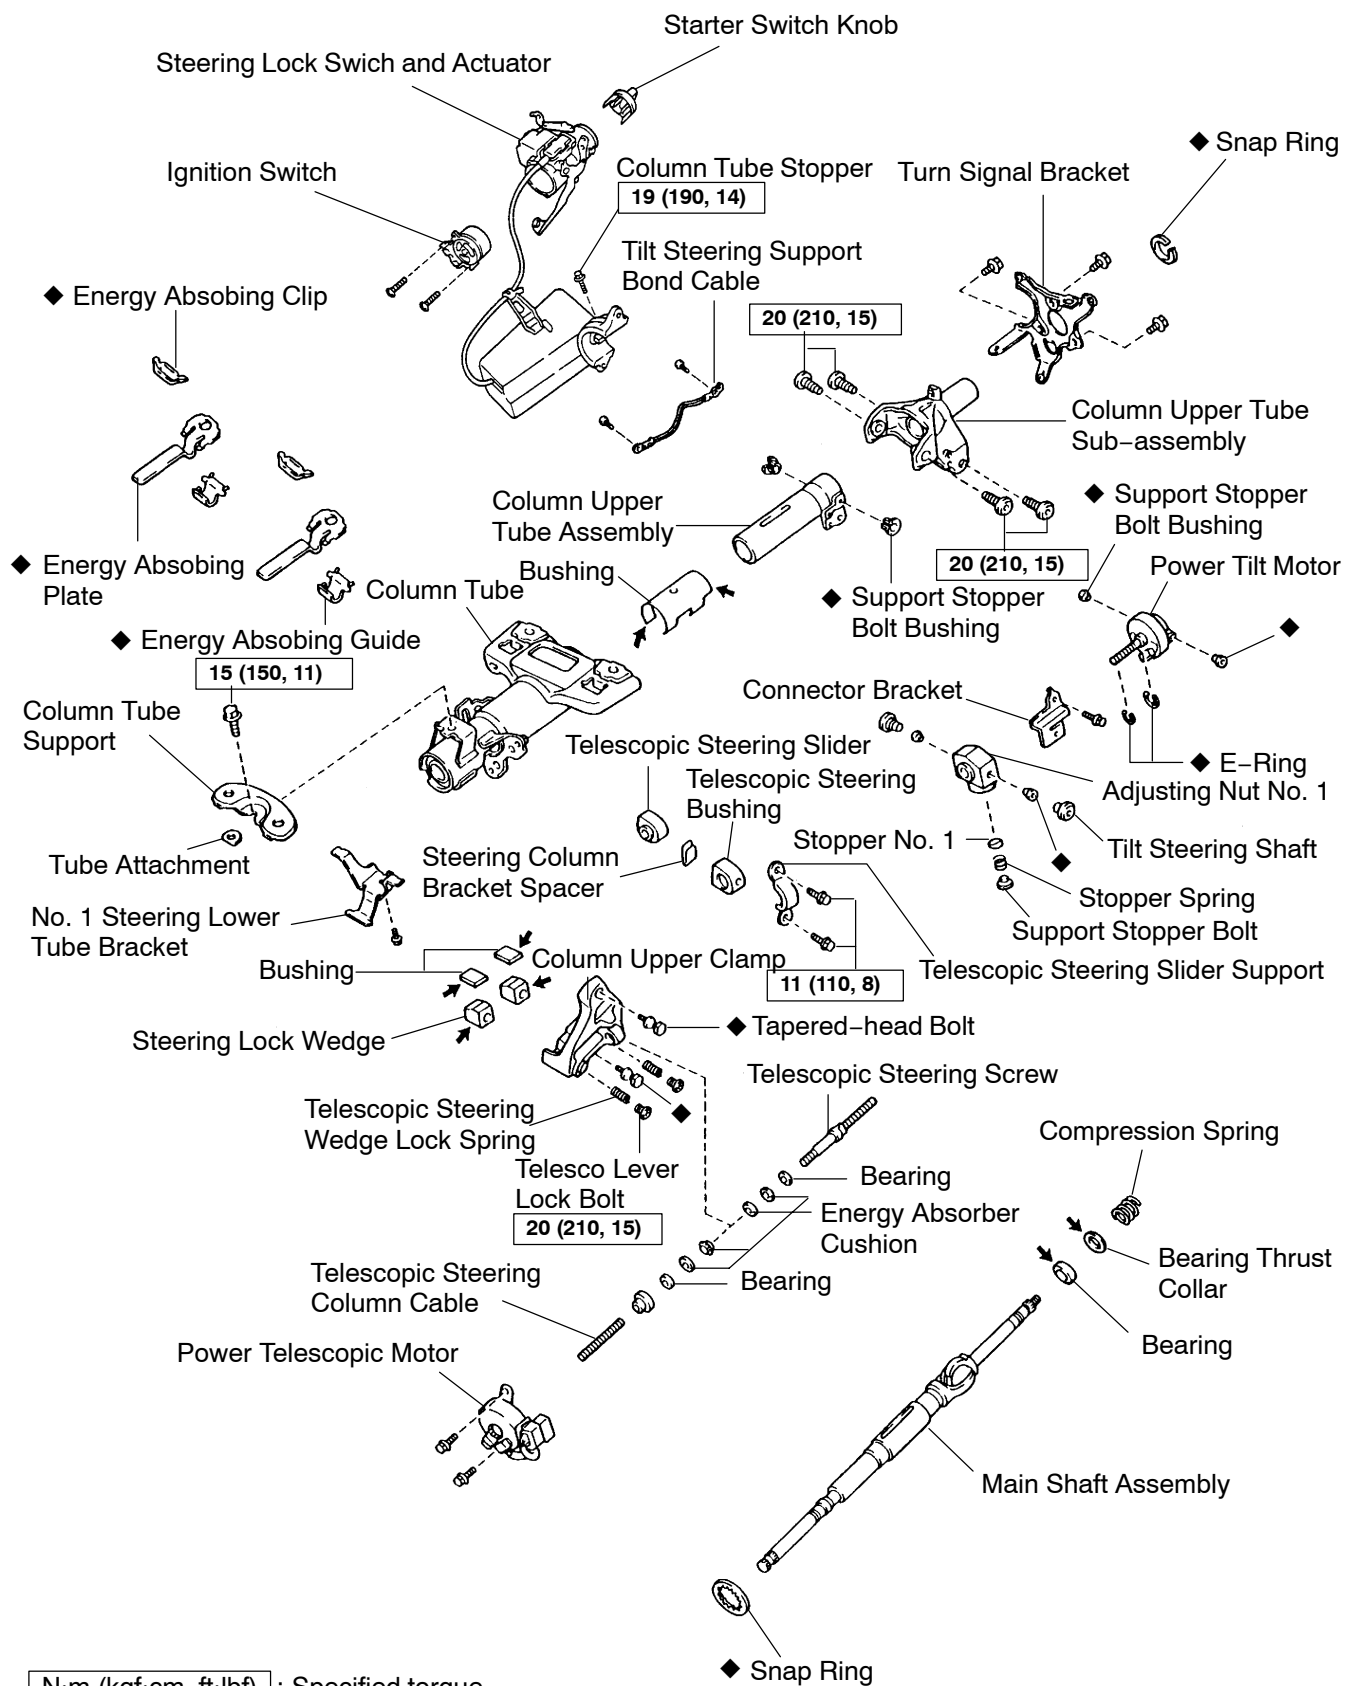 Starter Switch Knob
Steering Lock Swich and Actuator
◆ Snap Ring
Ignition Switch
Column Tube Stopper
19 (190, 14)
Turn Signal Bracket
Tilt Steering Support
Bond Cable
◆ Energy Absobing Clip
20 (210, 15)
Column Upper Tube
Sub-assembly
Column Upper
Tube Assembly
◆ Support Stopper
Bolt Bushing
20 (210, 15)
◆ Energy Absobing
Plate
Bushing
Power Tilt Motor
Column Tube
◆ Support Stopper
Bolt Bushing
◆
◆ Energy Absobing Guide
15 (150, 11)
Connector Bracket
Column Tube
Support
Telescopic Steering Slider
◆ E-Ring
Telescopic Steering
Bushing
Adjusting Nut No. 1
Stopper No. 1
◆
Tilt Steering Shaft
Tube Attachment
Steering Column
Bracket Spacer
Stopper Spring
No. 1 Steering Lower
Tube Bracket
Support Stopper Bolt
Bushing
Column Upper Clamp
11 (110, 8)
Telescopic Steering Slider Support
Steering Lock Wedge
◆ Tapered-head Bolt
Telescopic Steering Screw
Telescopic Steering
Wedge Lock Spring
◆
Compression Spring
Telesco Lever
Lock Bolt
20 (210, 15)
Bearing
Energy Absorber
Cushion
Bearing Thrust
Collar
Telescopic Steering
Column Cable
Bearing
Bearing
Power Telescopic Motor
Main Shaft Assembly
◆ Snap Ring
N·m (kgf·cm, ft·lbf) : Specified torque